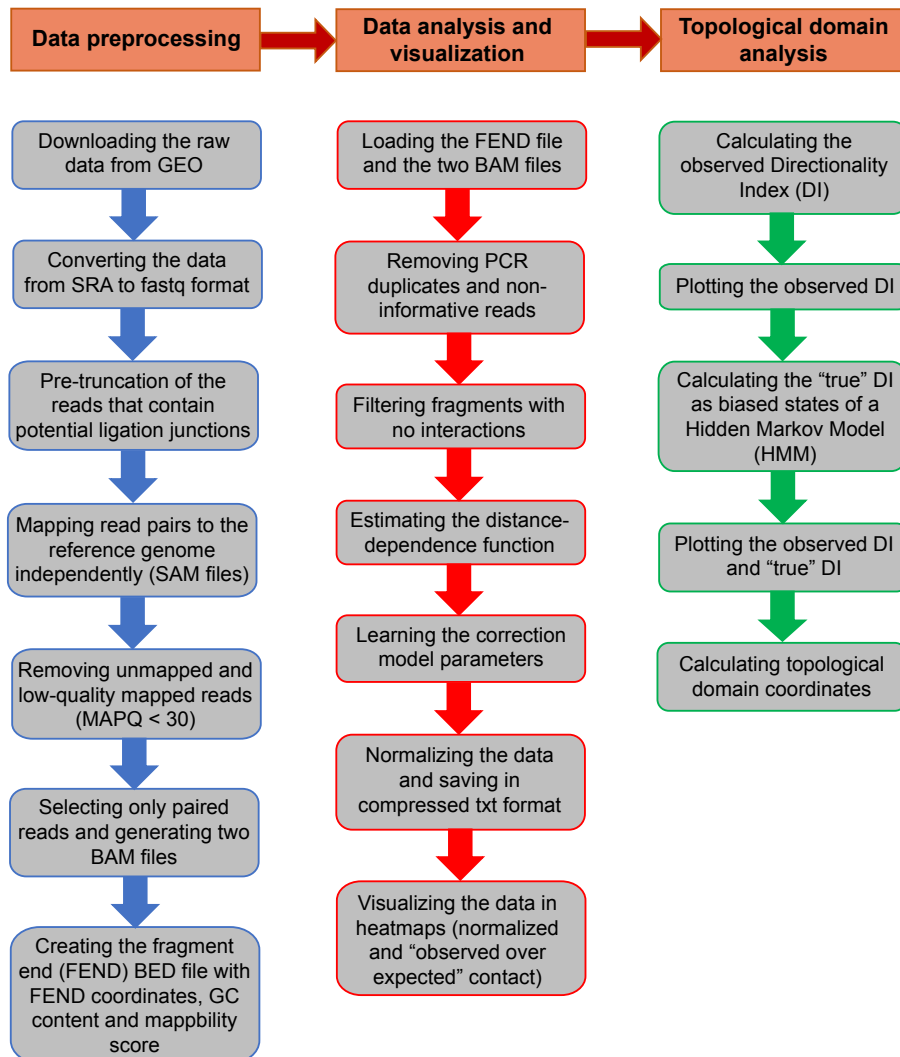 Data preprocessing
Data analysis and
visualization
Topological domain
analysis
Downloading the raw
data from GEO
Converting the data
from SRA to fastq format
Pre-truncation of the
reads that contain
potential ligation junctions
Mapping read pairs to the
reference genome
independently (SAM files)
Removing unmapped and
low-quality mapped reads
(MAPQ < 30)
Selecting only paired
reads and generating two
BAM files
Creating the fragment
end (FEND) BED file with
FEND coordinates, GC
content and mappbility
score
Loading the FEND file
and the two BAM files
Removing PCR
duplicates and non-
informative reads
Filtering fragments with
no interactions
Estimating the distance-
dependence function
Learning the correction
model parameters
Normalizing the data
and saving in
compressed txt format
Visualizing the data in
heatmaps (normalized
and “observed over
expected” contact)
Calculating the
observed Directionality
Index (DI)
Plotting the observed DI
Calculating the “true” DI
as biased states of a
Hidden Markov Model
(HMM)
Plotting the observed DI
and “true” DI
Calculating topological
domain coordinates